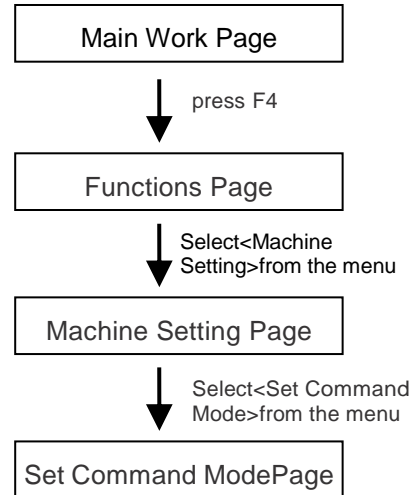 Main Work Page
press F4
Functions Page
Select<Machine
Setting>from the menu
Machine Setting Page
Select<Set Command
Mode>from the menu
Set Command ModePage